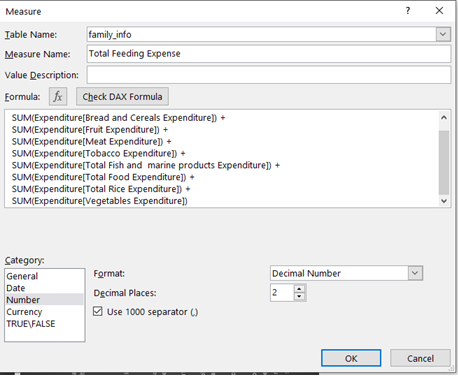 Measure
Table Name: family_info
Measure Name: Total Feeding Expense
Value Description:
Formula: fx Check DAX Formula
SUM(Expenditure[Bread and Cereals Expenditure]) +
SUM(Expenditure[Fruit Expenditure]) +
SUM(Expenditure[Meat Expenditure]) +
SUM(Expenditure[Tobacco Expenditure]) +
SUM(Expenditure[Total Fish and  marine products Expenditure]) +
SUM(Expenditure[Total Food Expenditure]) +
SUM(Expenditure[Total Rice Expenditure]) +
SUM(Expenditure[Vegetables Expenditure])
Category:
General
Date
Number
Currency
TRUE\FALSE
Format: Decimal Number
Decimal Places: 2
Use 1000 separator (,)
OK Cancel